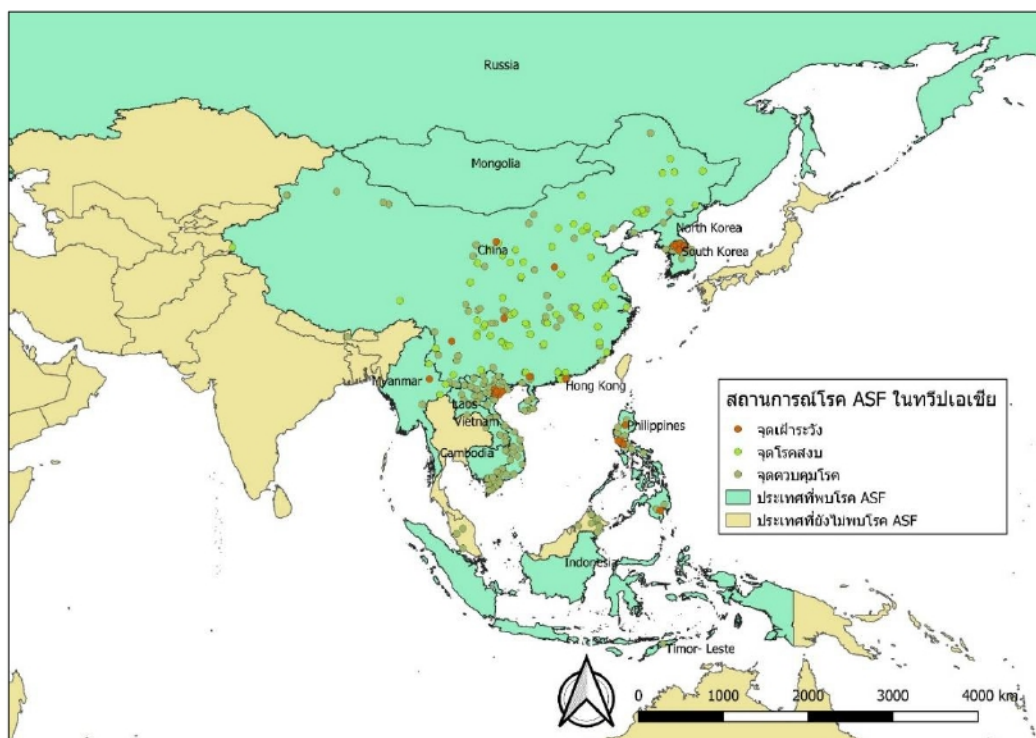 Russia
Mongolia
North Korea
China
South Korea
Myanmar
Hong Kong
Laos
Vietnam
Philippines
Cambodia
Indonesia
Timor- Leste
สถานการณ์โรค ASF ในทวีปเอเชีย
จุดเฝ้าระวัง
จุดโรคสงบ
จุดควบคุมโรค
ประเทศที่พบโรค ASF
ประเทศที่ยังไม่พบโรค ASF
0 1000 2000 3000 4000 km